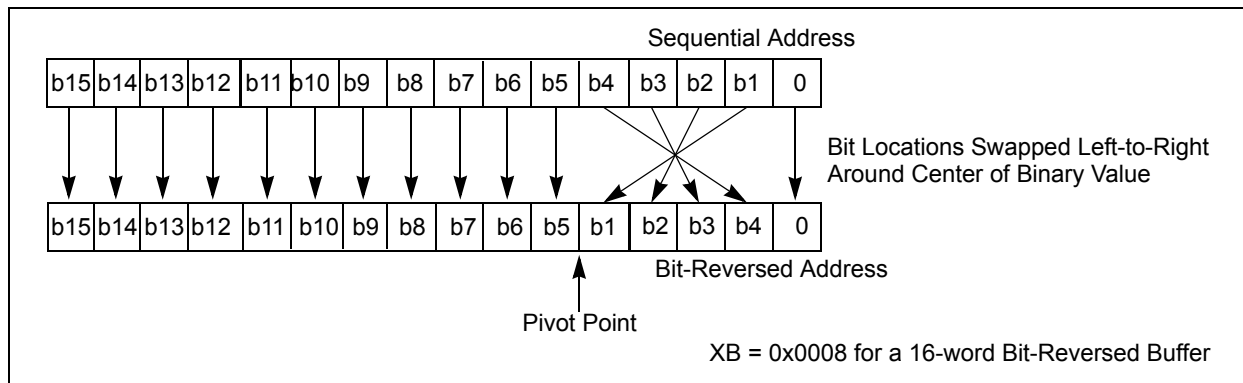 Sequential Address
b15 b14 b13 b12 b11 b10 b9 b8 b7 b6 b5 b4 b3 b2 b1 0
Bit Locations Swapped Left-to-Right
Around Center of Binary Value
b15 b14 b13 b12 b11 b10 b9 b8 b7 b6 b5 b1 b2 b3 b4 0
Bit-Reversed Address
Pivot Point
XB = 0x0008 for a 16-word Bit-Reversed Buffer